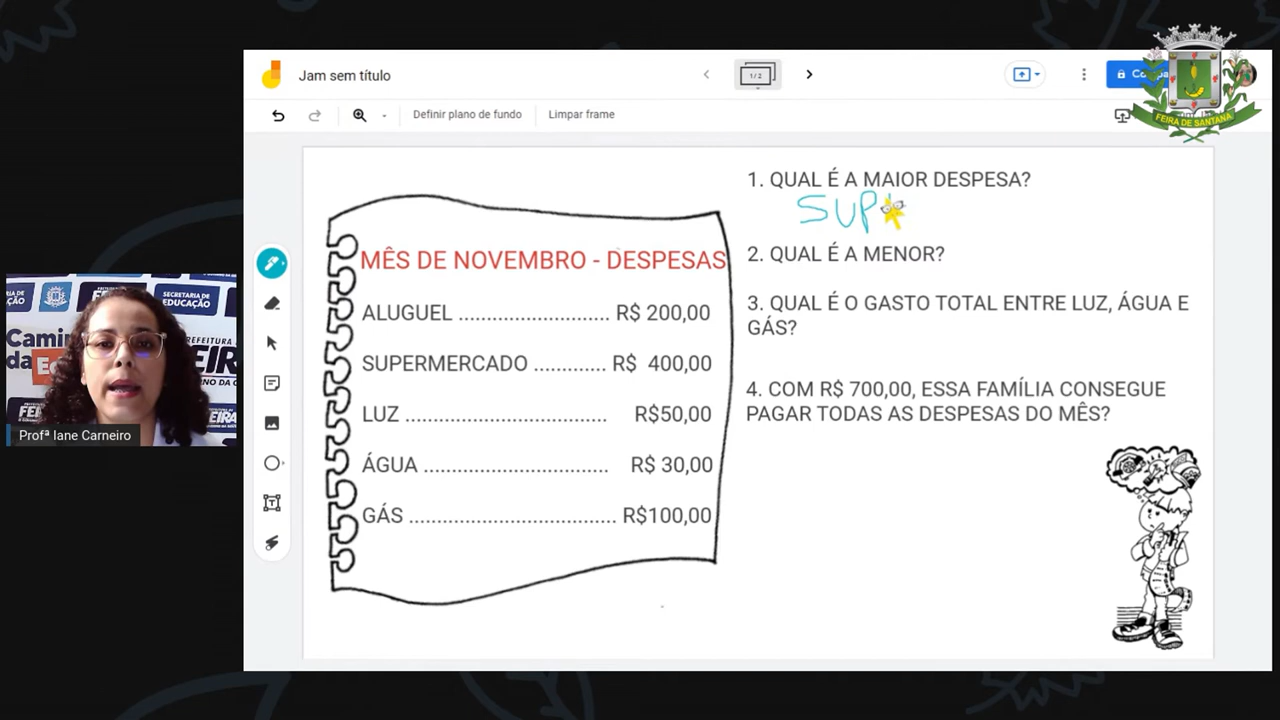 Jam sem título
1/2
Definir plano de fundo
Limpar frame
FEIRA DE SANTANA
MÊS DE NOVEMBRO - DESPESAS
ALUGUEL ........................... R$ 200,00
SUPERMERCADO ............. R$ 400,00
LUZ .................................... R$50,00
ÁGUA ................................. R$ 30,00
GÁS ..................................... R$100,00
1. QUAL É A MAIOR DESPESA?
SUP
2. QUAL É A MENOR?
3. QUAL É O GASTO TOTAL ENTRE LUZ, ÁGUA E
GÁS?
4. COM R$ 700,00, ESSA FAMÍLIA CONSEGUE
PAGAR TODAS AS DESPESAS DO MÊS?
SECRETARIA DE
EDUCAÇÃO
Profª Iane Carneiro